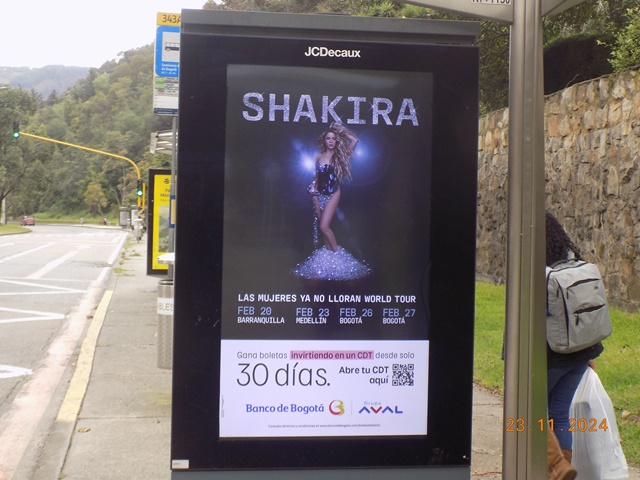 343A
JCDecaux
SHAKIRA
LAS MUJERES YA NO LLORAN WORLD TOUR
FEB 20 FEB 23 FEB 26 FEB 27
BARRANQUILLA MEDELLÍN BOGOTÁ BOGOTÁ
Gana boletas invirtiendo en un CDT desde solo
30 días.
Abre tu CDT
aquí
Banco de Bogotá
Grupo
AVAL
23.11.2024